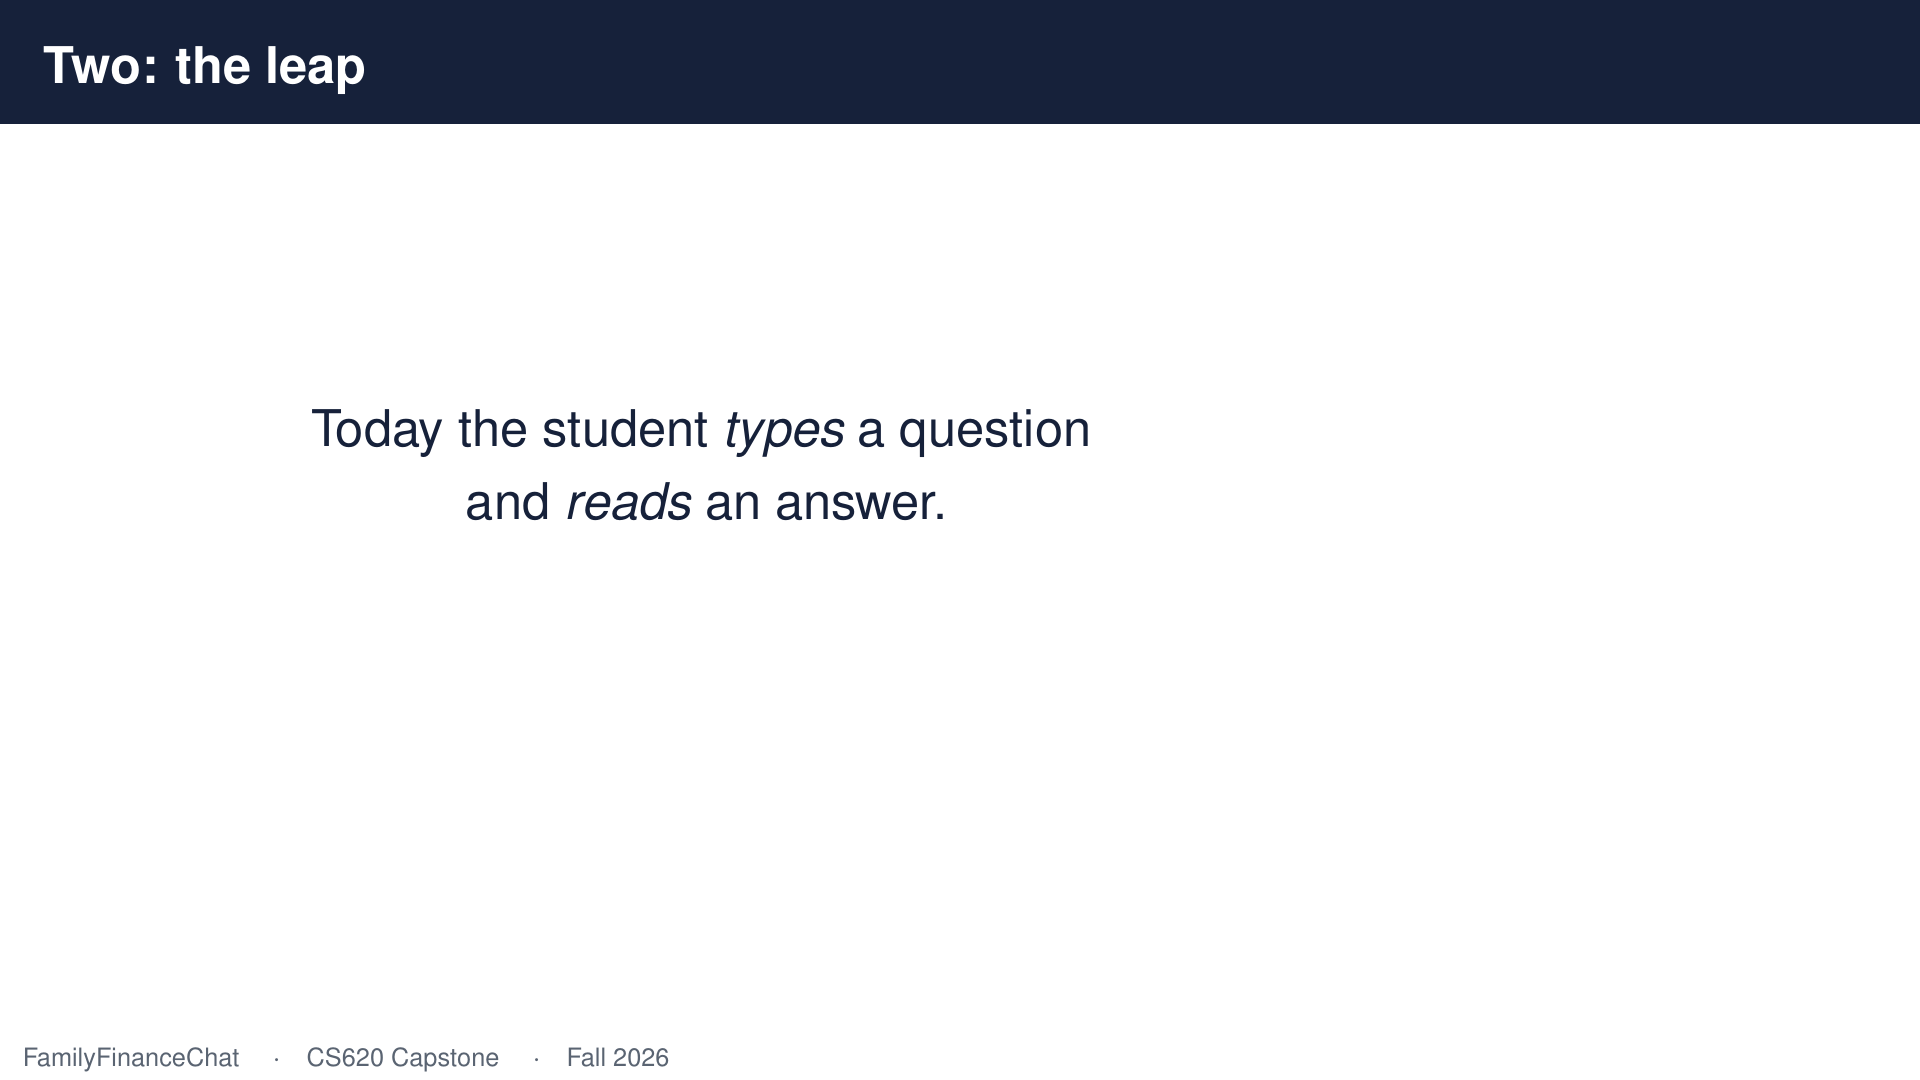 Two: the leap
Today the student types a question
and reads an answer.
FamilyFinanceChat · CS620 Capstone · Fall 2026